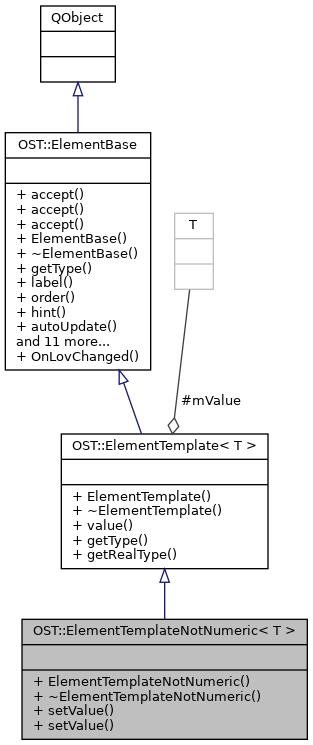 QObject
OST::ElementBase
+ accept()
+ accept()
+ accept()
+ ElementBase()
+ ~ElementBase()
+ getType()
+ label()
+ order()
+ hint()
+ autoUpdate()
and 11 more...
+ OnLovChanged()
T
#mValue
OST::ElementTemplate< T >
+ ElementTemplate()
+ ~ElementTemplate()
+ value()
+ getType()
+ getRealType()
OST::ElementTemplateNotNumeric< T >
+ ElementTemplateNotNumeric()
+ ~ElementTemplateNotNumeric()
+ setValue()
+ setValue()